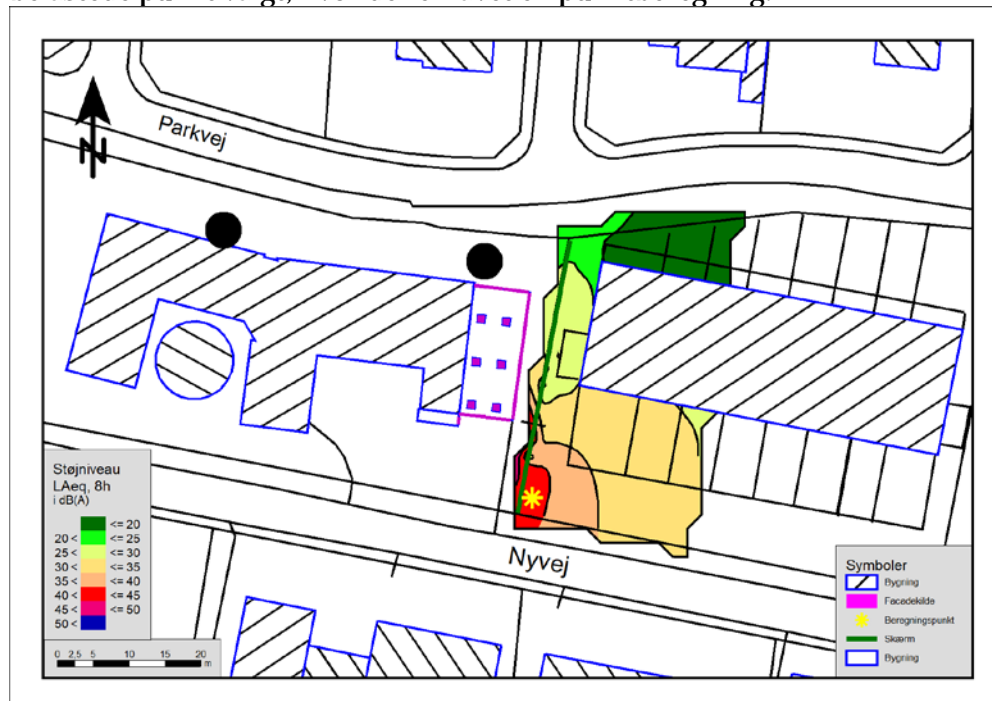 Parkvej
N
Nyvej
Støjniveau
LAeq, 8h
i dB(A)
<= 20
20 < <= 25
25 < <= 30
30 < <= 35
35 < <= 40
40 < <= 45
45 < <= 50
50 <
0 2,5 5 10 15 20
m
Symboler
Bygning
Facadekilde
Beregningspunkt
Skærm
Bygning